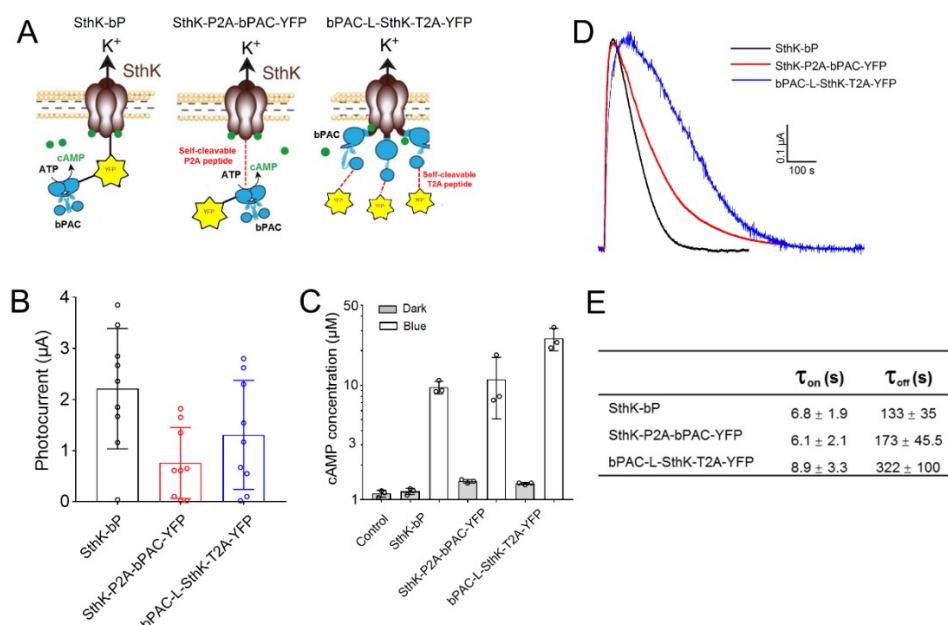 A
SthK-bP
SthK-P2A-bPAC-YFP
bPAC-L-SthK-T2A-YFP
K+
SthK
K+
SthK
K+
cAMP
ATP
YFP
bPAC
Self-cleavable
P2A peptide
cAMP
ATP
YFP
bPAC
bPAC
Self-cleavable
T2A peptide
YFP
YFP
YFP
D
SthK-bP
SthK-P2A-bPAC-YFP
bPAC-L-SthK-T2A-YFP
0.1 µA
100 s
B
Photocurrent (µA)
4
3
2
1
0
SthK-bP
SthK-P2A-bPAC-YFP
bPAC-L-SthK-T2A-YFP
C
cAMP concentration (µM)
50
10
3
1
Dark
Blue
Control
SthK-bP
SthK-P2A-bPAC-YFP
bPAC-L-SthK-T2A-YFP
E
τon (s) τoff (s)
SthK-bP 6.8 ± 1.9 133 ± 35
SthK-P2A-bPAC-YFP 6.1 ± 2.1 173 ± 45.5
bPAC-L-SthK-T2A-YFP 8.9 ± 3.3 322 ± 100